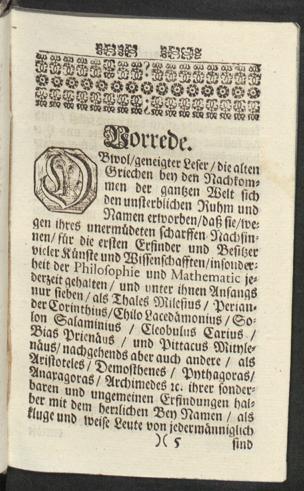 Vorrede.
OBwol/geneigter Leser/die alten
Griechen bey den Nachkom-
men der gantzen Welt sich
den unsterblichen Ruhm und
Namen erworben/daß sie/we-
gen ihres unermüdeten scharffen Nachsin-
nen/für die ersten Erfinder und Besitzer
vieler Künste und Wissenschafften/insonder-
heit der Philosophie und Mathematic je-
derzeit gehalten/ und unter ihnen Anfangs
nur sieben/ als Thales Milesius/ Perian-
der Corinthius/Chilo Lacedämonius/ So-
lon Salaminius / Cleobulus Carius /
Bias Prienäus / und Pittacus Mityle-
näus/nachgehends aber auch andere / als
Aristoteles/ Demosthenes / Pythagoras/
Anaxagoras/ Archimedes ꝛc. ihrer sonder-
baren und ungemeinen Erfindungen hal-
ber mit dem herrlichen Bey Namen / als
kluge und weise Leute von jedermänniglich
)( 5 sind